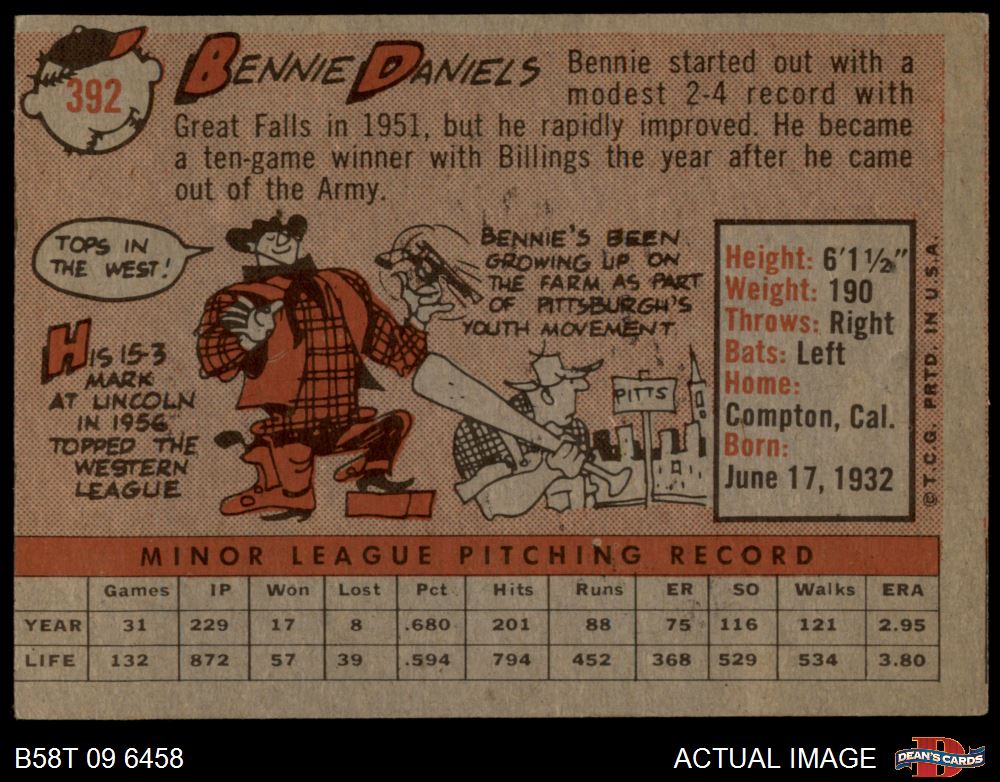 392
BENNIE DANIELS
Bennie started out with a
modest 2-4 record with
Great Falls in 1951, but he rapidly improved. He became
a ten-game winner with Billings the year after he came
out of the Army.
TOPS IN
THE WEST!
HIS 15-3
MARK
AT LINCOLN
IN 1956
TOPPED THE
WESTERN
LEAGUE
BENNIE'S BEEN
GROWING UP ON
THE FARM AS PART
OF PITTSBURGH'S
YOUTH MOVEMENT
PITTS
Height: 6'1½"
Weight: 190
Throws: Right
Bats: Left
Home:
Compton, Cal.
Born:
June 17, 1932
© T.C.G. PRTD. IN U.S.A.
MINOR LEAGUE PITCHING RECORD
Games IP Won Lost Pct Hits Runs ER SO Walks ERA
YEAR 31 229 17 8 .680 201 88 75 116 121 2.95
LIFE 132 872 57 39 .594 794 452 368 529 534 3.80
B58T 09 6458
ACTUAL IMAGE
D
DEAN'S CARDS